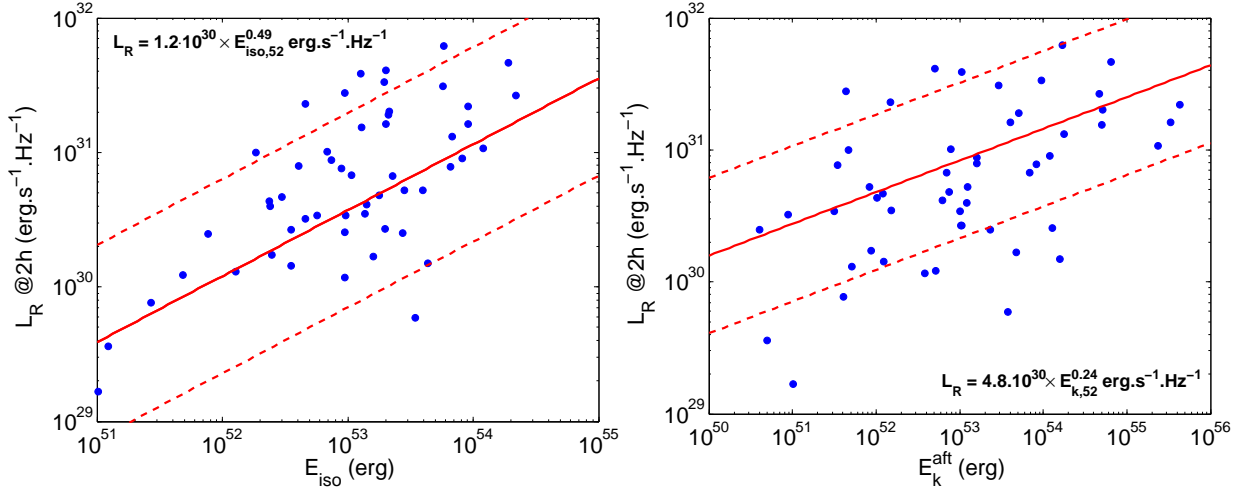 L_R = 1.2·10^30 × E_iso,52^0.49 erg.s^−1.Hz^−1
L_R @2h (erg.s^−1.Hz^−1)
10^32
10^31
10^30
10^29
10^51 10^52 10^53 10^54 10^55
E_iso (erg)
L_R @2h (erg.s^−1.Hz^−1)
10^32
10^31
10^30
10^29
L_R = 4.8.10^30 × E_k,52^0.24 erg.s^−1.Hz^−1
10^50 10^51 10^52 10^53 10^54 10^55 10^56
E_k^aft (erg)